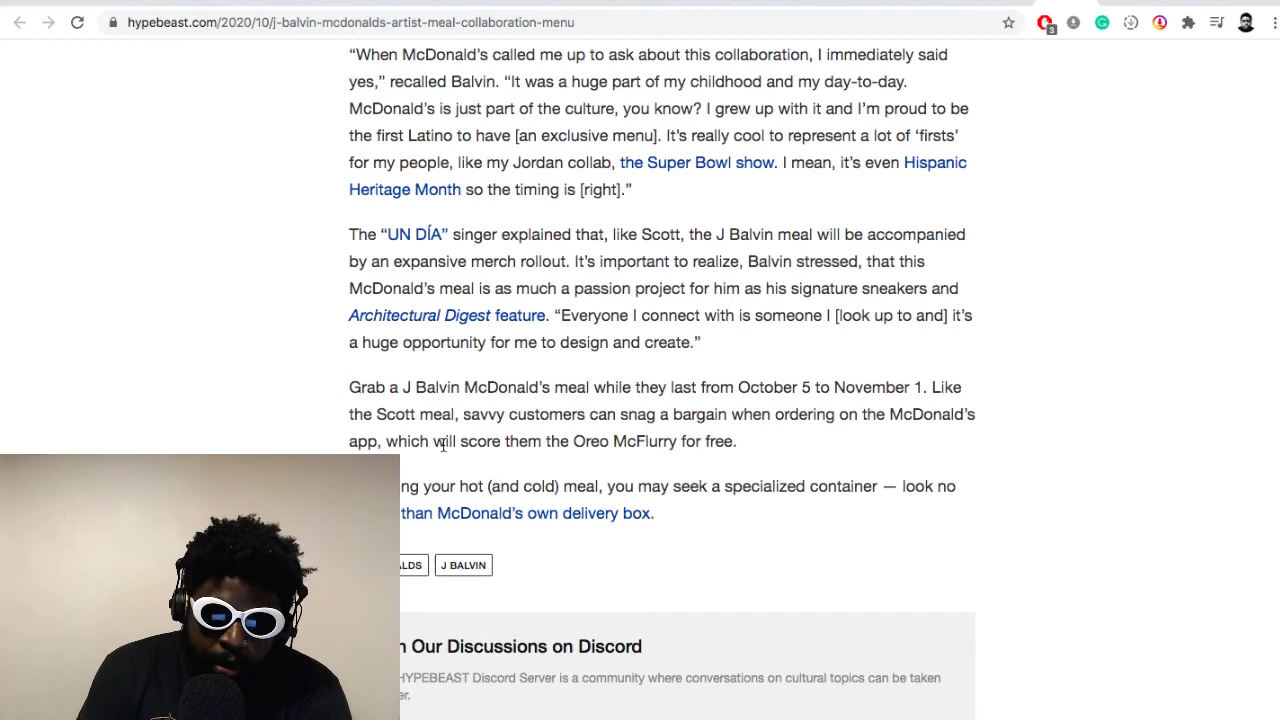 hypebeast.com/2020/10/j-balvin-mcdonalds-artist-meal-collaboration-menu
3
“When McDonald’s called me up to ask about this collaboration, I immediately said
yes,” recalled Balvin. “It was a huge part of my childhood and my day-to-day.
McDonald’s is just part of the culture, you know? I grew up with it and I’m proud to be
the first Latino to have [an exclusive menu]. It’s really cool to represent a lot of ‘firsts’
for my people, like my Jordan collab, the Super Bowl show. I mean, it’s even Hispanic
Heritage Month so the timing is [right].”
The “UN DÍA” singer explained that, like Scott, the J Balvin meal will be accompanied
by an expansive merch rollout. It’s important to realize, Balvin stressed, that this
McDonald’s meal is as much a passion project for him as his signature sneakers and
Architectural Digest feature. “Everyone I connect with is someone I [look up to and] it’s
a huge opportunity for me to design and create.”
Grab a J Balvin McDonald’s meal while they last from October 5 to November 1. Like
the Scott meal, savvy customers can snag a bargain when ordering on the McDonald’s
app, which will score them the Oreo McFlurry for free.
ng your hot (and cold) meal, you may seek a specialized container — look no
than McDonald’s own delivery box.
ALDS
J BALVIN
n Our Discussions on Discord
HYPEBEAST Discord Server is a community where conversations on cultural topics can be taken
er.